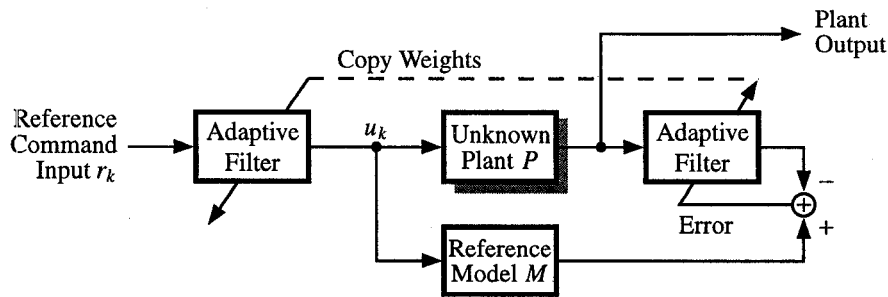 Plant
Output
Copy Weights
Reference
Command
Input r_k
Adaptive
Filter
u_k
Unknown
Plant P
Adaptive
Filter
−
+
+
Error
Reference
Model M